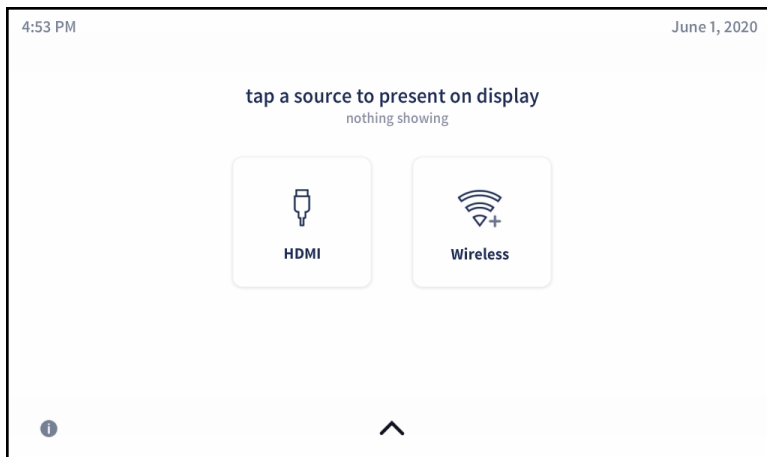 4:53 PM
June 1, 2020
tap a source to present on display
nothing showing
HDMI
Wireless